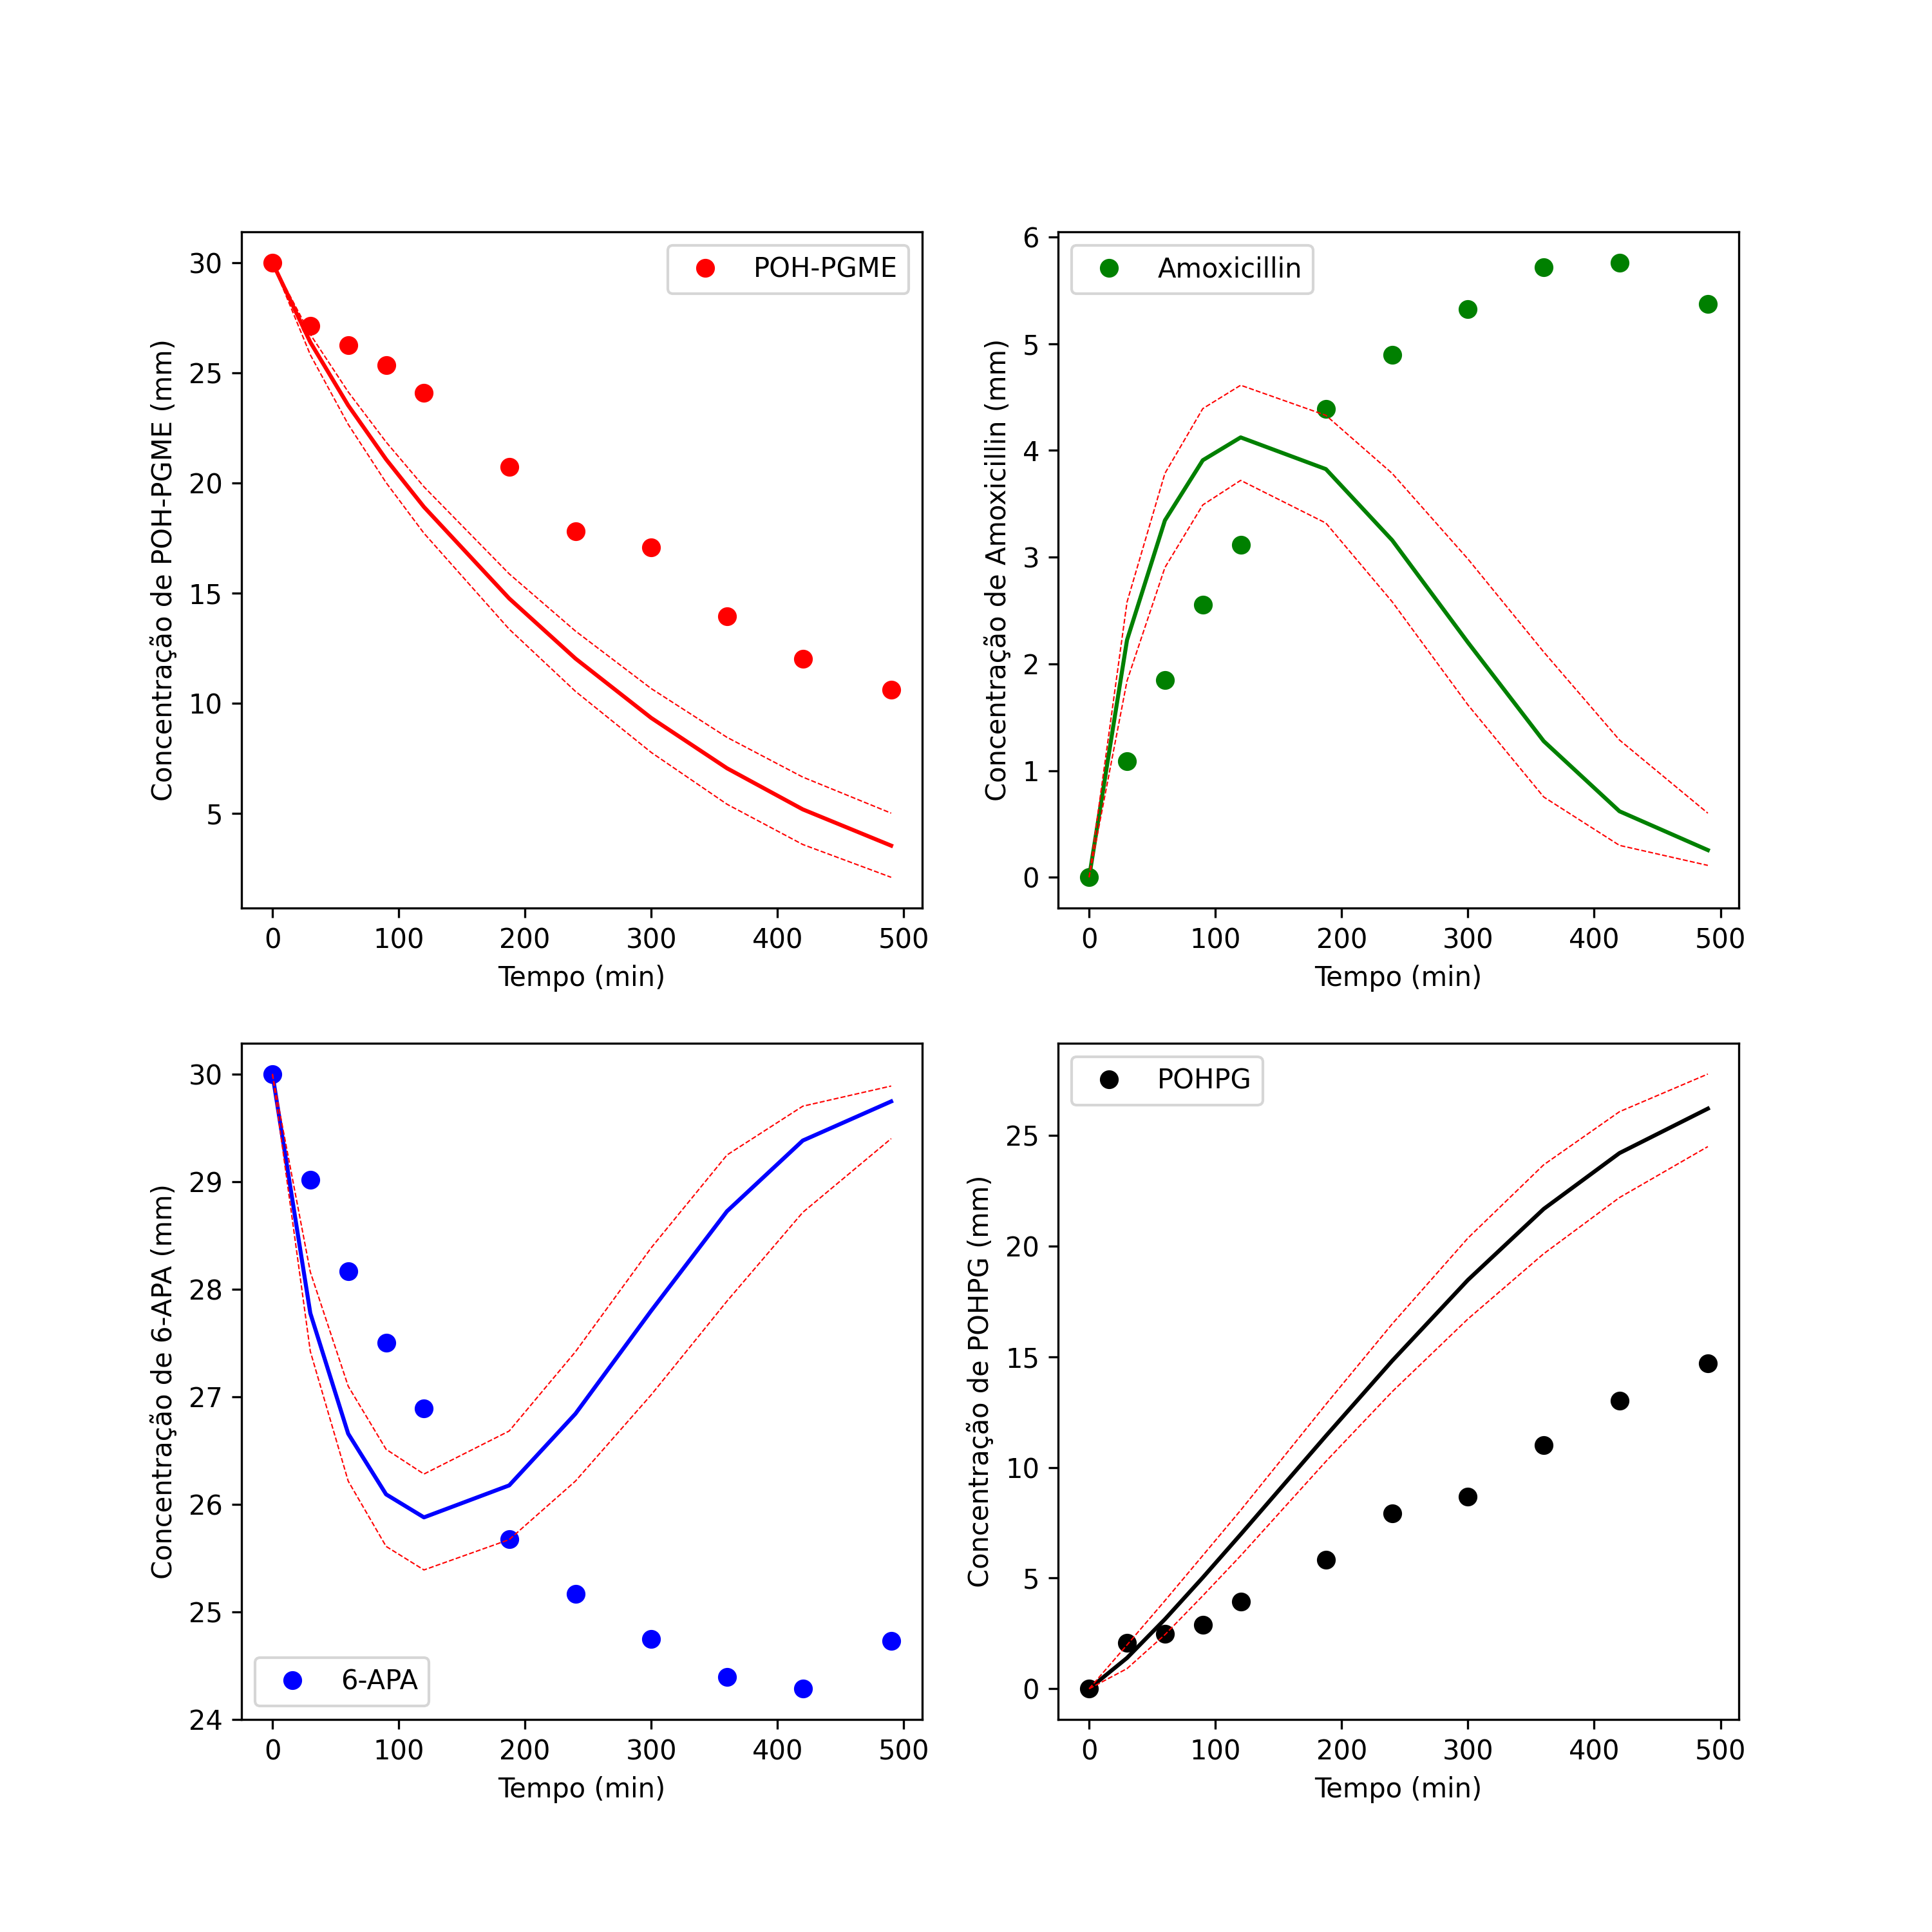 POH-PGME
Concentração de POH-PGME (mm)
30
25
20
15
10
5
0 100 200 300 400 500
Tempo (min)
Amoxicillin
Concentração de Amoxicillin (mm)
6
5
4
3
2
1
0
0 100 200 300 400 500
Tempo (min)
Concentração de 6-APA (mm)
30
29
28
27
26
25
24
6-APA
0 100 200 300 400 500
Tempo (min)
POHPG
Concentração de POHPG (mm)
25
20
15
10
5
0
0 100 200 300 400 500
Tempo (min)